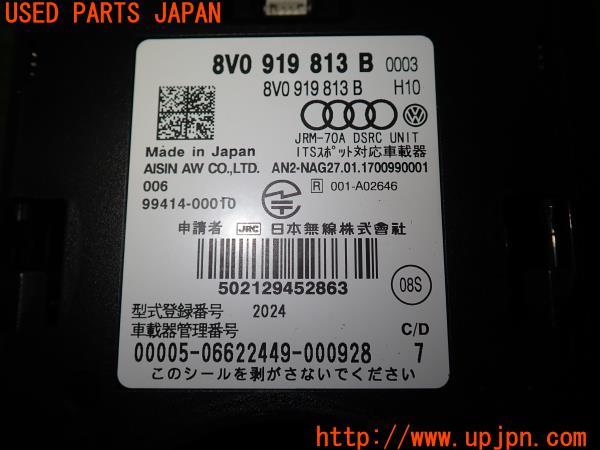 USED PARTS JAPAN
8V0 919 813 B 0003
8V0 919 813 B H10
JRM-70A DSRC UNIT
ITSスポット対応車載器
Made in Japan
AISIN AW CO.,LTD. AN2-NAG27.01.1700990001
006 R 001-A02646
99414-00010
申請者 JRC 日本無線株式會社
502129452863
08S
型式登録番号 2024
車載器管理番号 C/D
00005-06622449-000928 7
このシールを剥がさないでください
UPJ
http://www.upjpn.com